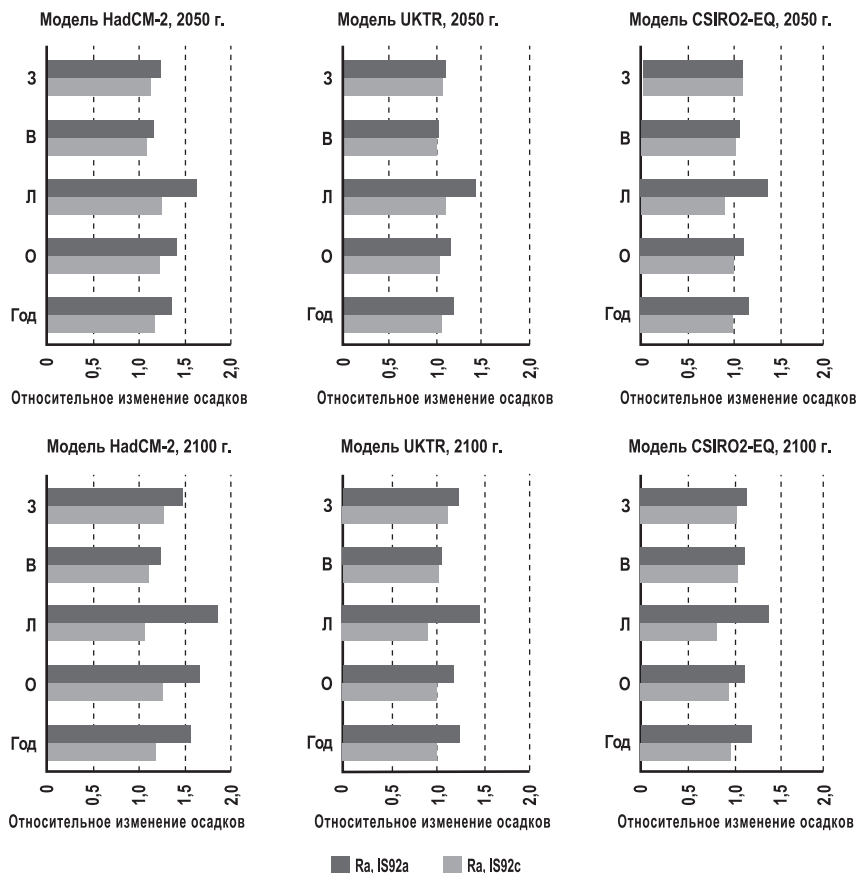 Модель HadCM-2, 2050 г.
З
В
Л
О
Год
0
0,5
1,0
1,5
2,0
Относительное изменение осадков
Модель UKTR, 2050 г.
З
В
Л
О
Год
0
0,5
1,0
1,5
2,0
Относительное изменение осадков
Модель CSIRO2-EQ, 2050 г.
З
В
Л
О
Год
0
0,5
1,0
1,5
2,0
Относительное изменение осадков
Модель HadCM-2, 2100 г.
З
В
Л
О
Год
0
0,5
1,0
1,5
2,0
Относительное изменение осадков
Модель UKTR, 2100 г.
З
В
Л
О
Год
0
0,5
1,0
1,5
2,0
Относительное изменение осадков
Модель CSIRO2-EQ, 2100 г.
З
В
Л
О
Год
0
0,5
1,0
1,5
2,0
Относительное изменение осадков
Ra, IS92a
Ra, IS92c